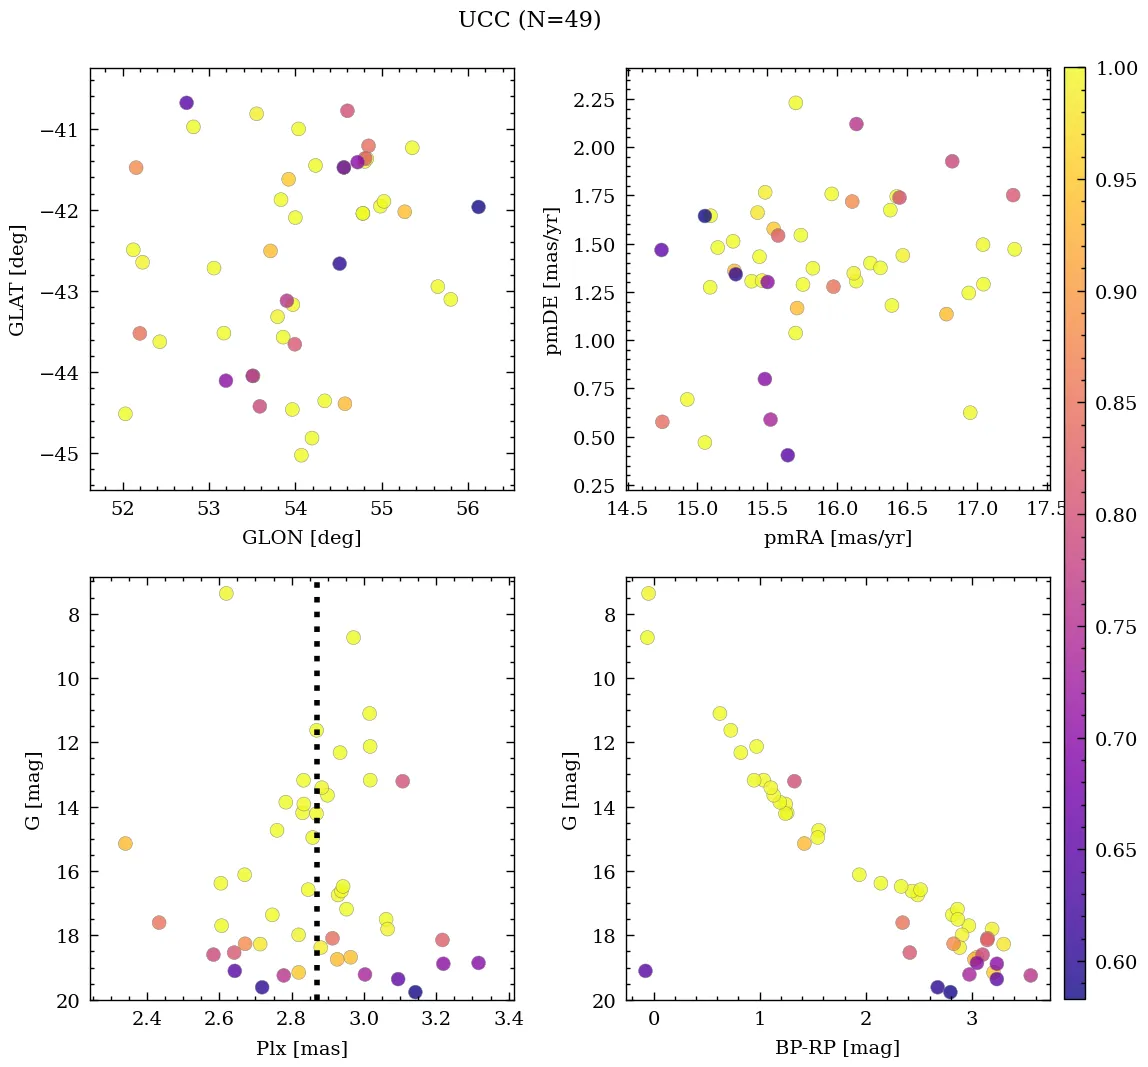 UCC (N=49)
−41
−42
−43
−44
−45
GLAT [deg]
52 53 54 55 56
GLON [deg]
2.25
2.00
1.75
1.50
1.25
1.00
0.75
0.50
0.25
pmDE [mas/yr]
14.5 15.0 15.5 16.0 16.5 17.0 17.5
pmRA [mas/yr]
8
10
12
14
16
18
20
G [mag]
2.4 2.6 2.8 3.0 3.2 3.4
Plx [mas]
8
10
12
14
16
18
20
G [mag]
0 1 2 3
BP-RP [mag]
1.00
0.95
0.90
0.85
0.80
0.75
0.70
0.65
0.60